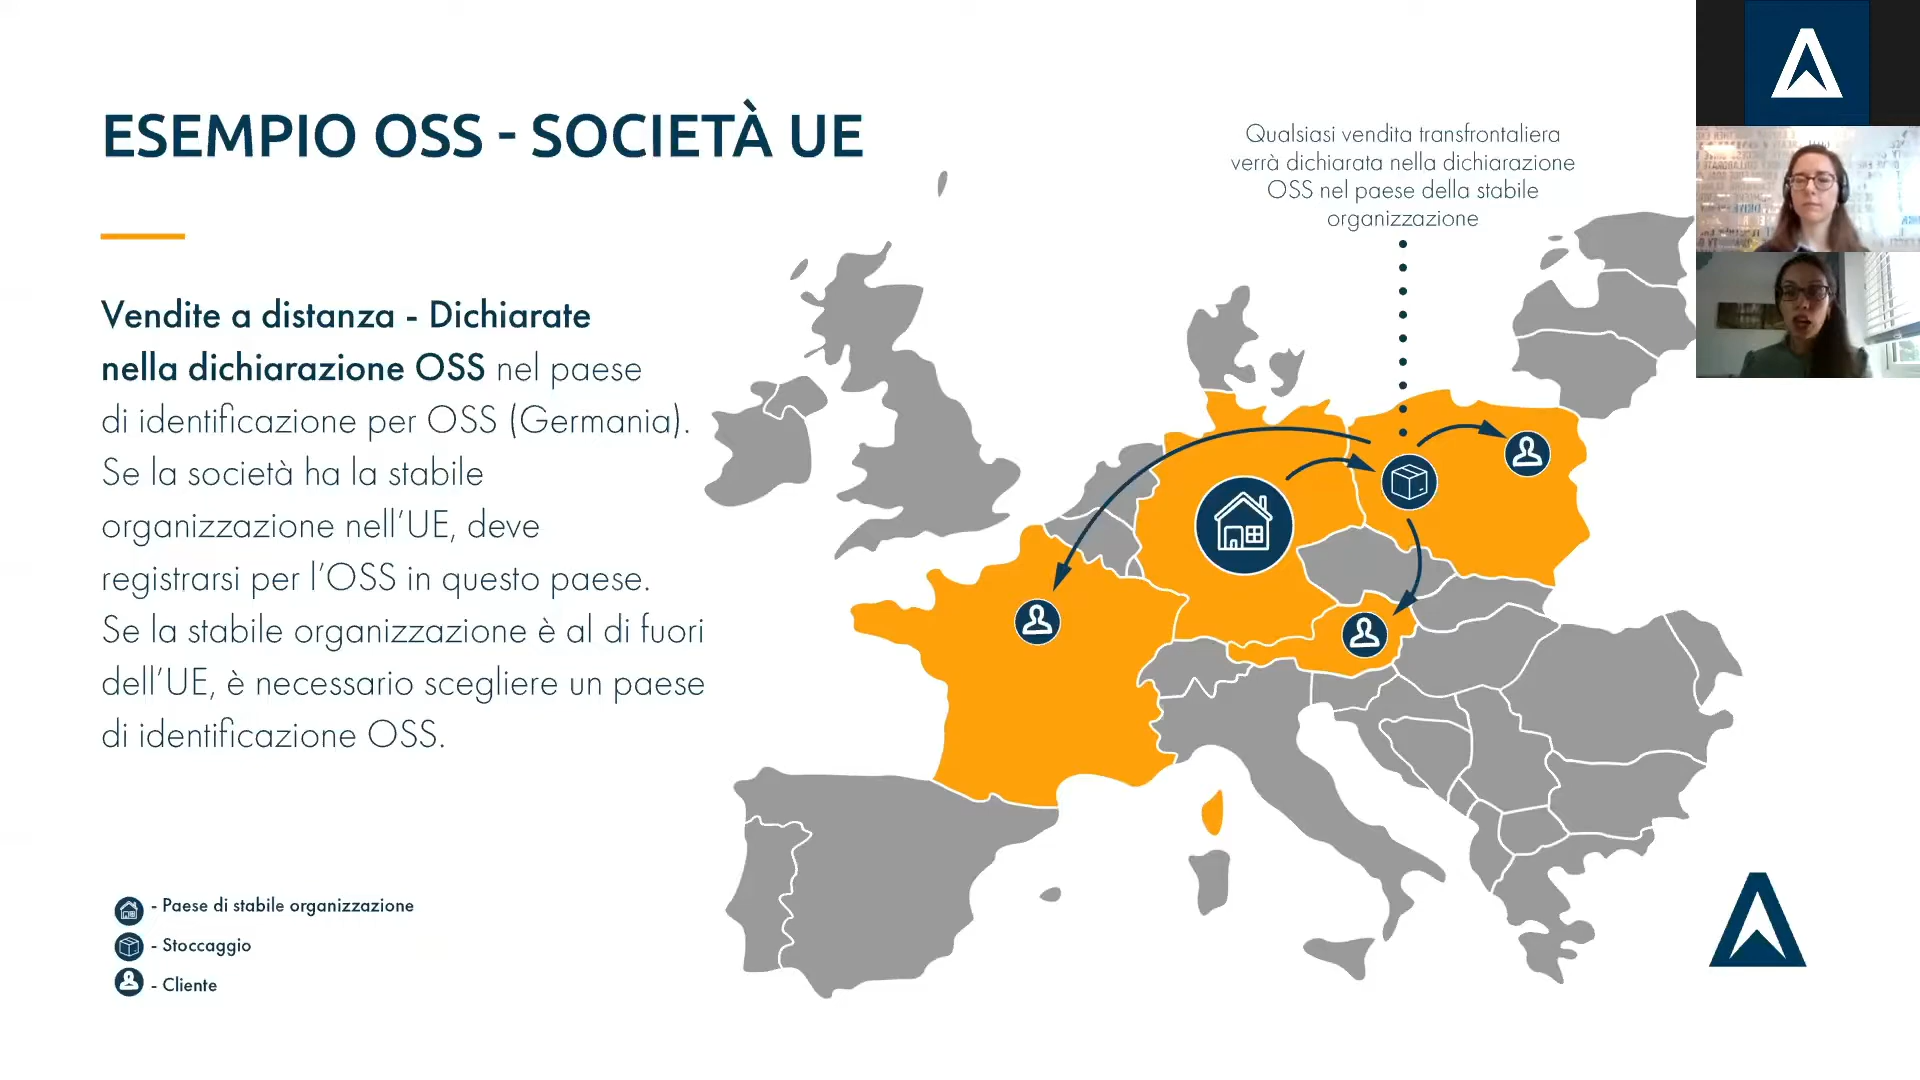 ESEMPIO OSS - SOCIETÀ UE
Qualsiasi vendita transfrontaliera
verrà dichiarata nella dichiarazione
OSS nel paese della stabile
organizzazione
Vendite a distanza - Dichiarate
nella dichiarazione OSS nel paese
di identificazione per OSS (Germania).
Se la società ha la stabile
organizzazione nell'UE, deve
registrarsi per l'OSS in questo paese.
Se la stabile organizzazione è al di fuori
dell'UE, è necessario scegliere un paese
di identificazione OSS.
- Paese di stabile organizzazione
- Stoccaggio
- Cliente